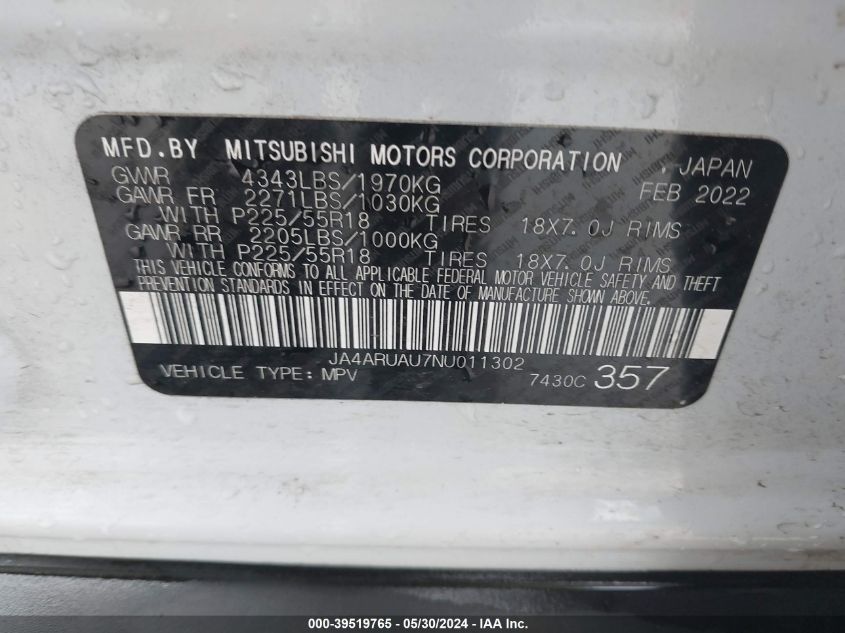 MFD.BY MITSUBISHI MOTORS CORPORATION , JAPAN
GVWR 4343LBS/1970KG FEB 2022
GAWR FR 2271LBS/1030KG
WITH P225/55R18 TIRES 18X7.0J RIMS
GAWR RR 2205LBS/1000KG
WITH P225/55R18 TIRES 18X7.0J RIMS
THIS VEHICLE CONFORMS TO ALL APPLICABLE FEDERAL MOTOR VEHICLE SAFETY AND THEFT
PREVENTION STANDARDS IN EFFECT ON THE DATE OF MANUFACTURE SHOWN ABOVE.
JA4ARUAU7NU011302
VEHICLE TYPE: MPV 7430C 357
000-39519765 - 05/30/2024 - IAA Inc.